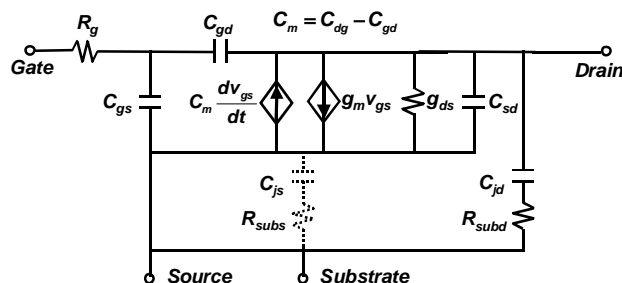 R_g
C_gd
C_m = C_dg − C_gd
Gate
Drain
C_gs
C_m dv_gs/dt
g_m v_gs
g_ds
C_sd
C_js
C_jd
R_subs
R_subd
Source
Substrate